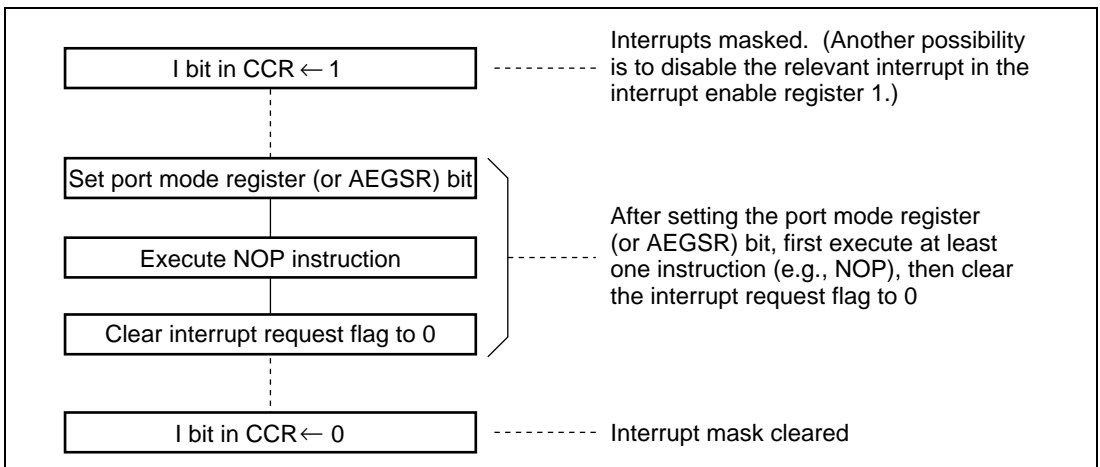 I bit in CCR ← 1
Interrupts masked. (Another possibility
is to disable the relevant interrupt in the
interrupt enable register 1.)
Set port mode register (or AEGSR) bit
Execute NOP instruction
Clear interrupt request flag to 0
After setting the port mode register
(or AEGSR) bit, first execute at least
one instruction (e.g., NOP), then clear
the interrupt request flag to 0
I bit in CCR ← 0
Interrupt mask cleared